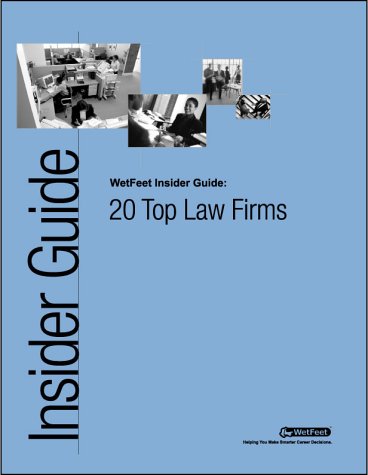 Insider Guide
WetFeet Insider Guide:
20 Top Law Firms
WetFeet
Helping You Make Smarter Career Decisions.